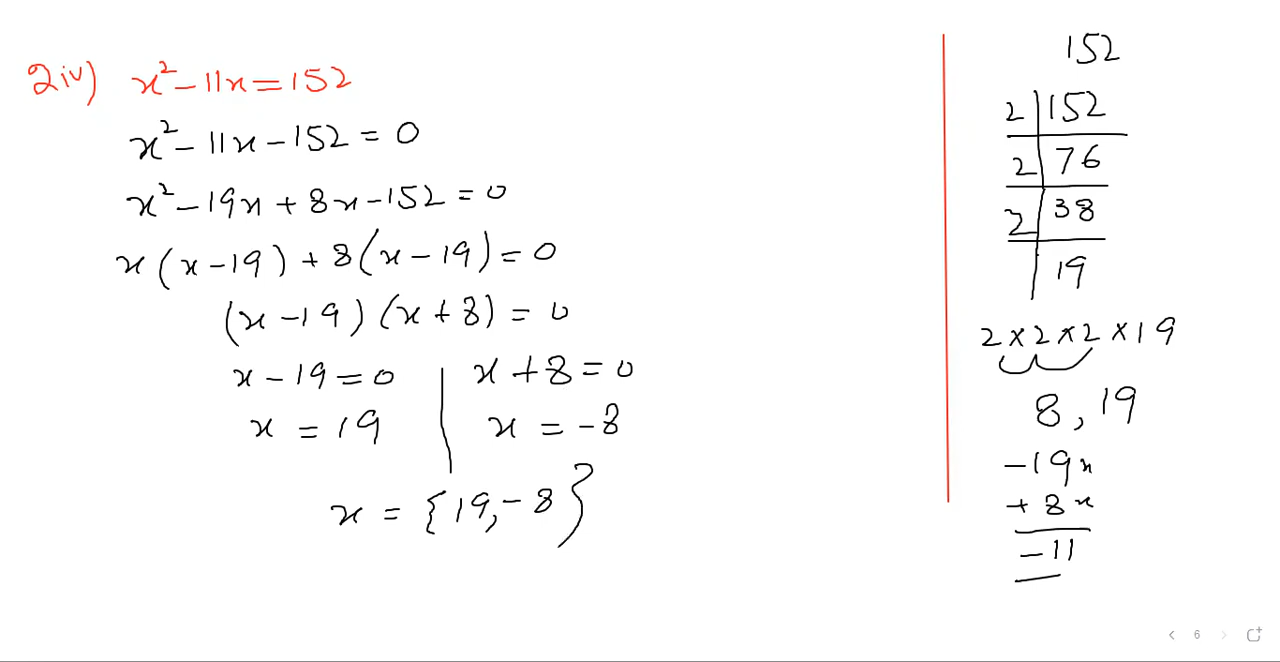 2iv) x² - 11x = 152
x² - 11x - 152 = 0
x² - 19x + 8x - 152 = 0
x (x - 19) + 8 (x - 19) = 0
(x - 19) (x + 8) = 0
x - 19 = 0 | x + 8 = 0
x = 19 | x = -8
x = {19, -8}
152
2 | 152
2 | 76
2 | 38
| 19
2 × 2 × 2 × 19
8, 19
- 19x
+ 8x
- 11
< 6 >